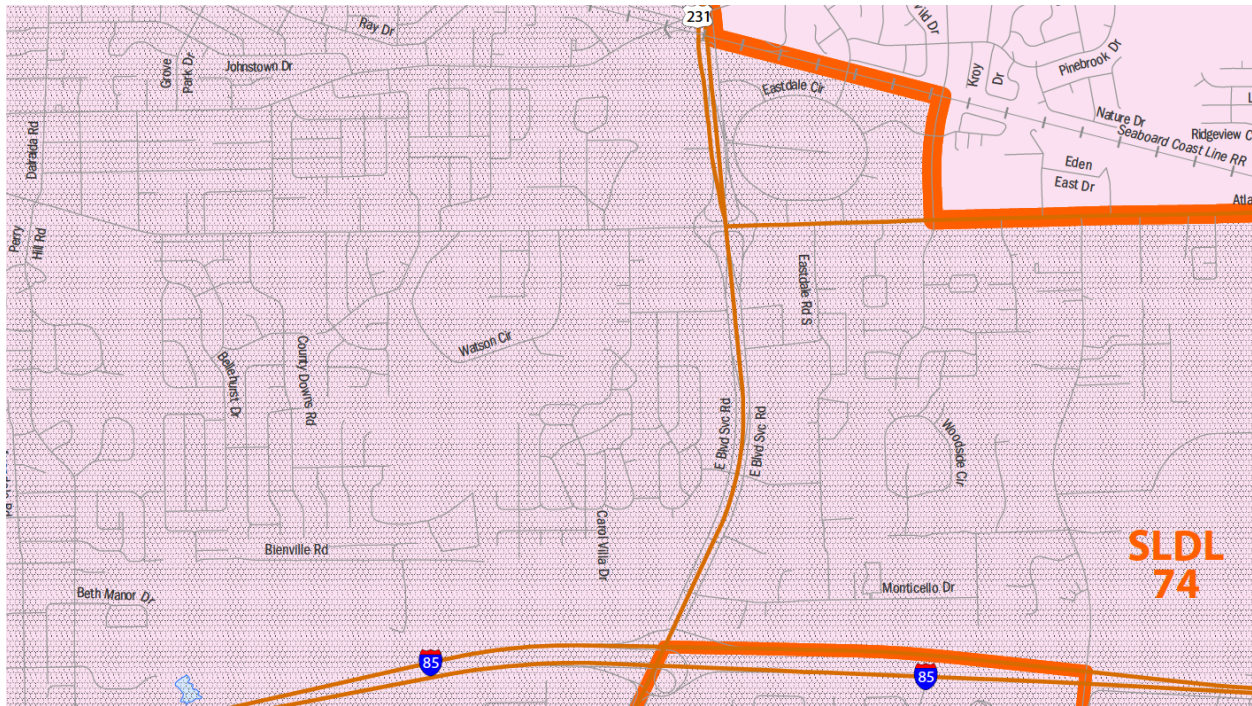 231
Ray Dr
Grove
Park Dr
Johnstown Dr
Dalraida Rd
Perry
Hill Rd
Eastdale Cir
Kroy
Dr
Pinebrook Dr
Nature Dr
Seaboard Coast Line RR
Ridgeview C
Eden
East Dr
Atla
Eastdale Rd S
Watson Cir
Bellehurst Dr
County Downs Rd
E Blvd Svc Rd
E Blvd Svc Rd
Woodside Cir
Carol Villa Dr
Bienville Rd
Beth Manor Dr
Monticello Dr
SLDL
74
85
85